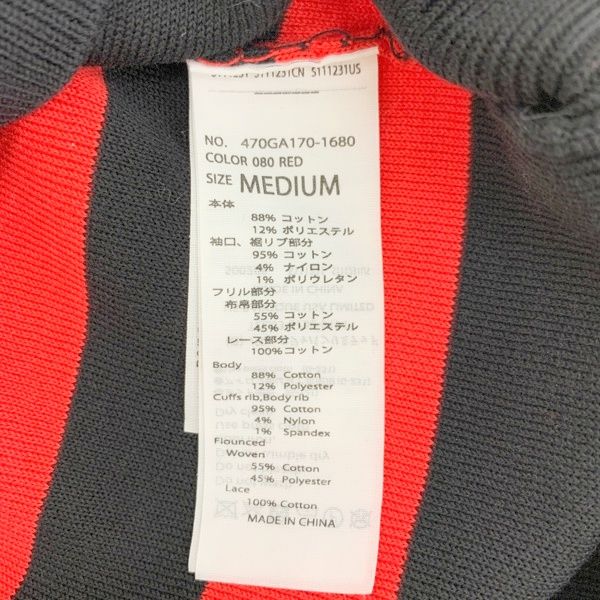 S111231CN S111231US
NO. 470GA170-1680
COLOR 080 RED
SIZE MEDIUM
本体
88% コットン
12% ポリエステル
袖口、裾リブ部分
95% コットン
4% ナイロン
1% ポリウレタン
フリル部分
布帛部分
55% コットン
45% ポリエステル
レース部分
100% コットン
Body
88% Cotton
12% Polyester
Cuffs rib,Body rib
95% Cotton
4% Nylon
1% Spandex
Flounced
Woven
55% Cotton
45% Polyester
Lace
100% Cotton
MADE IN CHINA